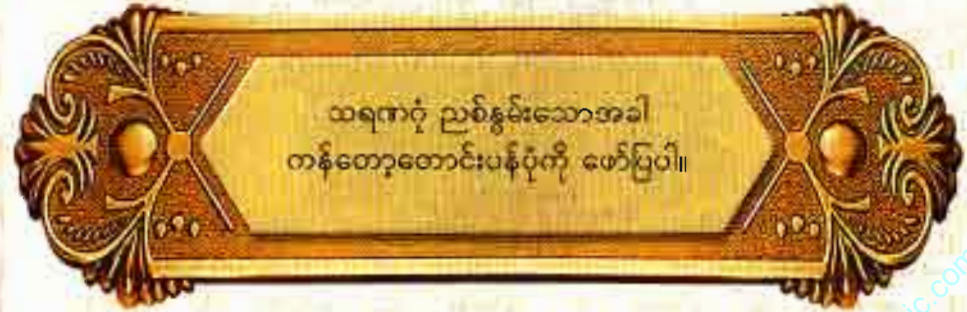 သရဏဂုံ ညစ်နွမ်းသောအခါ
ကန်တော့တောင်းပန်ပုံကို ဖော်ပြပါ။